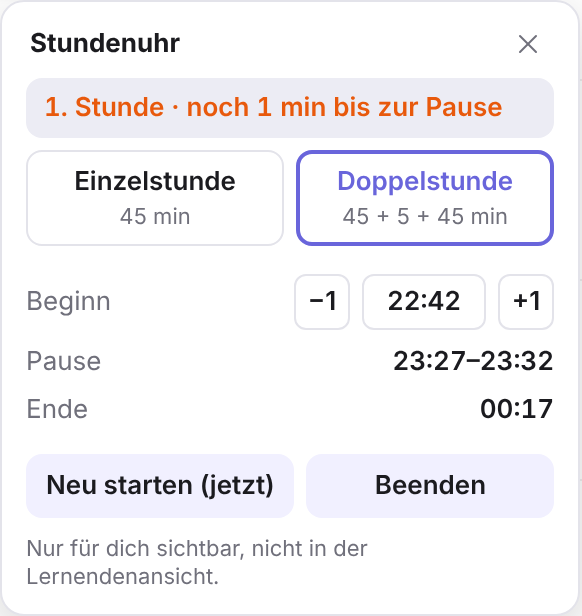 Stundenuhr
1. Stunde · noch 1 min bis zur Pause
Einzelstunde
45 min
Doppelstunde
45 + 5 + 45 min
Beginn −1 22:42 +1
Pause 23:27–23:32
Ende 00:17
Neu starten (jetzt) Beenden
Nur für dich sichtbar, nicht in der
Lernendenansicht.